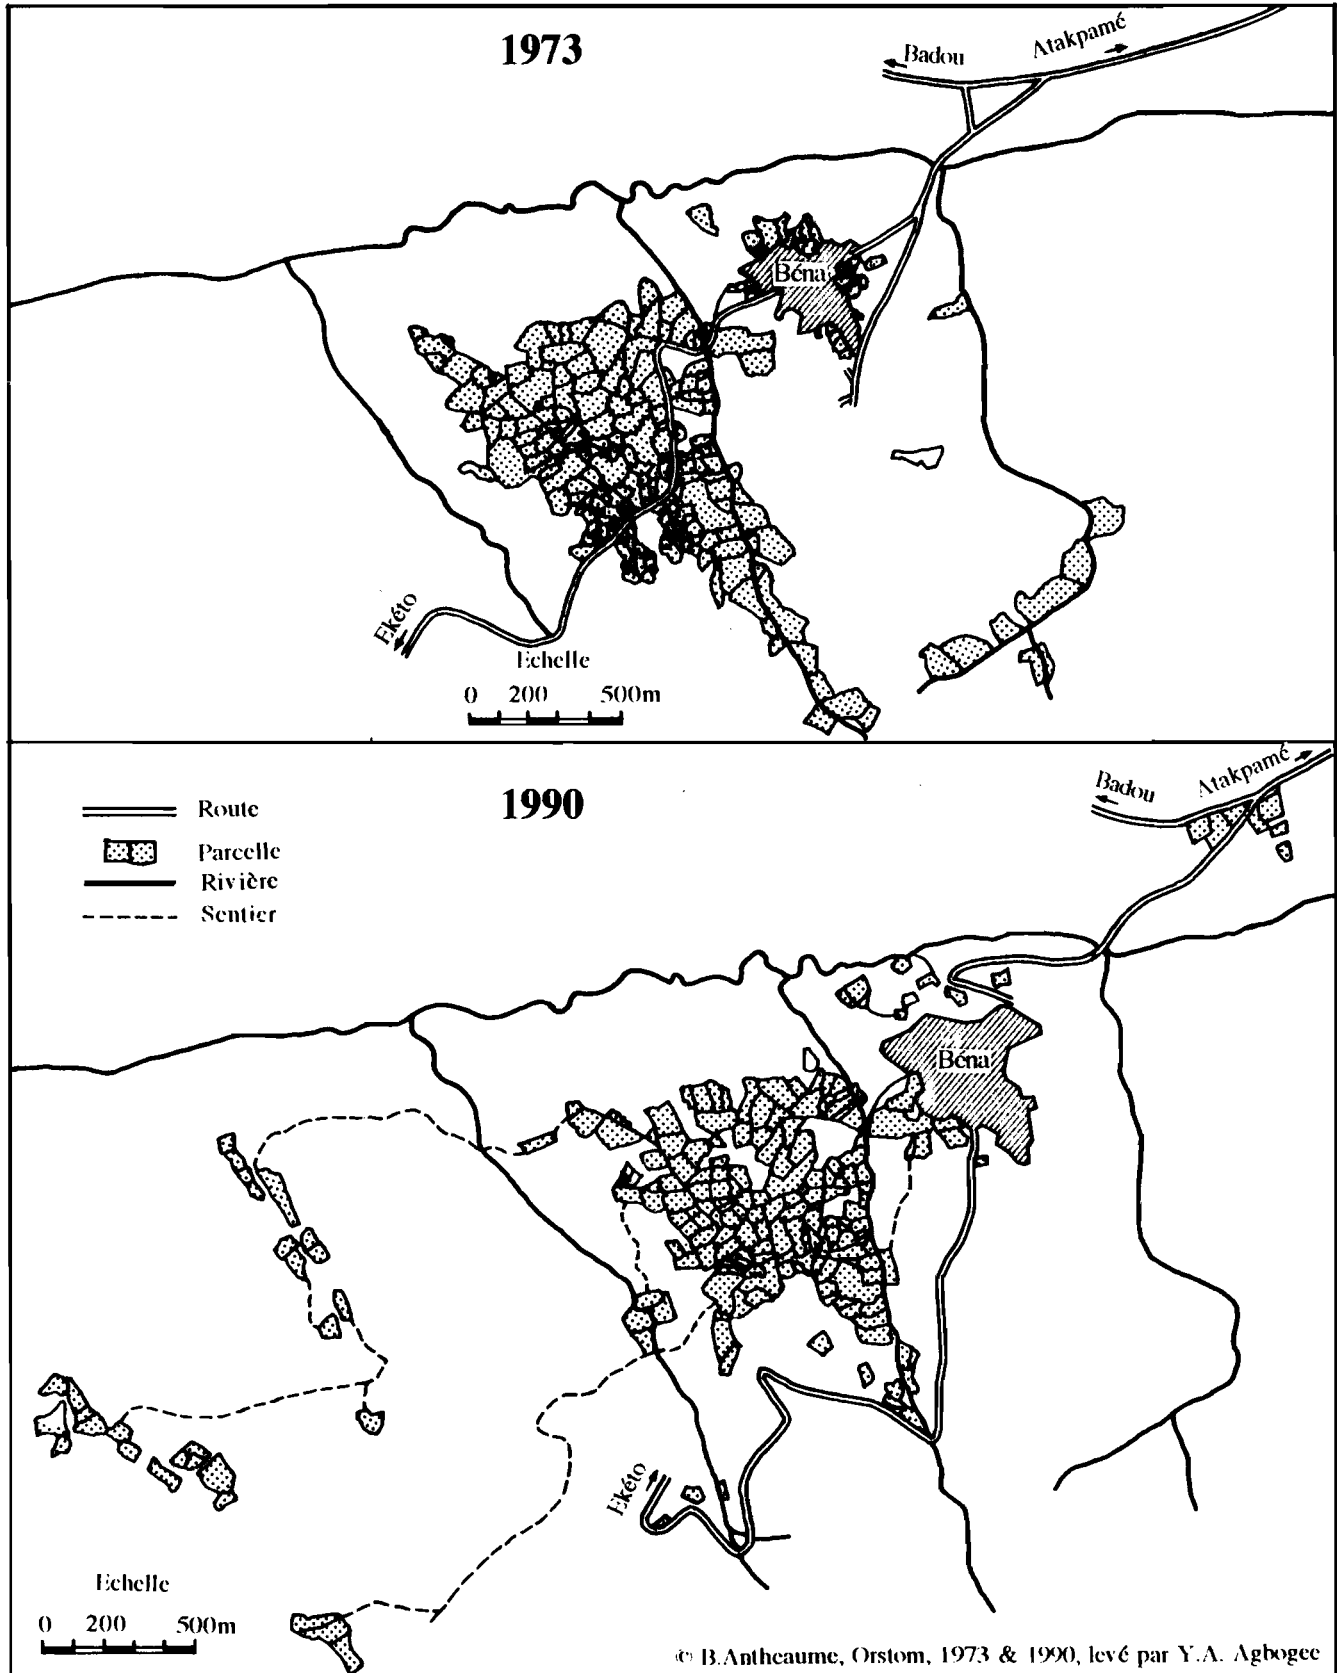 1973
Badou
Atakpamé
Béna
Ekéto
Echelle
0 200 500m
1990
Badou
Atakpamé
Route
Parcelle
Rivière
Sentier
Béna
Ekéto
Echelle
0 200 500m
© B.Antheaume, Orstom, 1973 & 1990, levé par Y.A. Agbogee